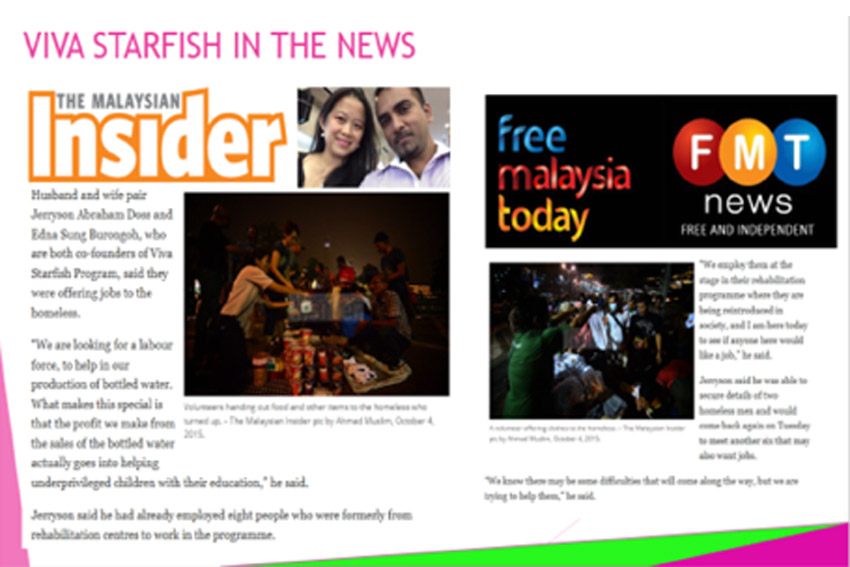 VIVA STARFISH IN THE NEWS
THE MALAYSIAN
Insider
Husband and wife pair
Jerryson Abraham Doss and
Edna Sung Burongoh, who
are both co-founders of Viva
Starfish Program, said they
were offering jobs to the
homeless.
"We are looking for a labour
force, to help in our
production of bottled water.
What makes this special is
that the profit we make from
the sales of the bottled water
actually goes into helping
underprivileged children with their education," he said.
Jerryson said he had already employed eight people who were formerly from
rehabilitation centres to work in the programme.
Volunteers handing out food and other items to the homeless who
turned up. – The Malaysian Insider pic by Ahmad Muslim, October 4,
2015.
free
malaysia
today
FMT
news
FREE AND INDEPENDENT
"We employ them at the
stage in their rehabilitation
programme where they are
being reintroduced in
society, and I am here today
to see if anyone here would
like a job," he said.
Jerryson said he was able to
secure details of two
homeless men and would
come back again on Tuesday
to meet another six that may
also want jobs.
A volunteer offering clothes to the homeless. – The Malaysian Insider
pic by Ahmad Muslim, October 4, 2015.
"We know there may be some difficulties that will come along the way, but we are
trying to help them," he said.